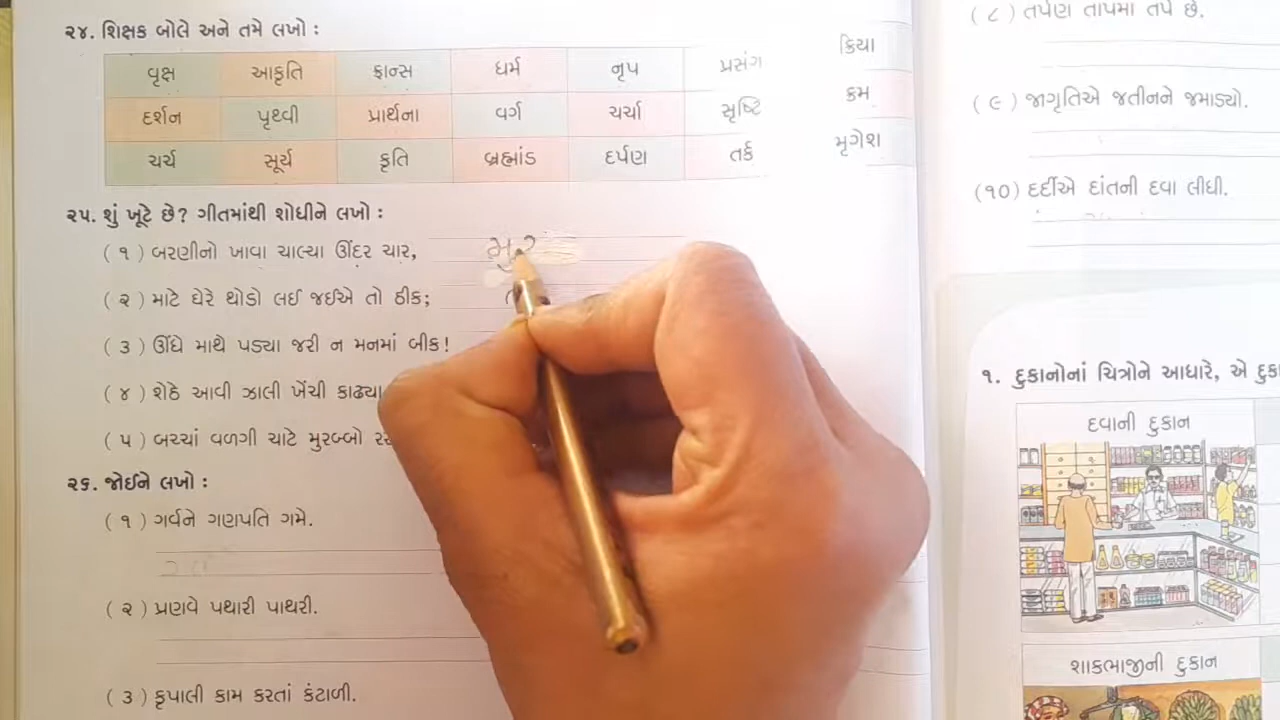 ૨૪. શિક્ષક બોલે અને તમે લખો :
વૃક્ષ આકૃતિ ફ્રાન્સ ધર્મ નૃપ પ્રસંગ ક્રિયા
દર્શન પૃથ્વી પ્રાર્થના વર્ગ ચર્ચા સૃષ્ટિ ક્રમ
ચર્ચ સૂર્ય કૃતિ બ્રહ્માંડ દર્પણ તર્ક મૃગેશ
૨૫. શું ખૂટે છે? ગીતમાંથી શોધીને લખો :
( ૧ ) બરણીનો ખાવા ચાલ્યા ઊંદર ચાર,
( ૨ ) માટે ઘેરે થોડો લઈ જઈએ તો ઠીક;
( ૩ ) ઊંધે માથે પડ્યા જરી ન મનમાં બીક!
( ૪ ) શેઠે આવી ઝાલી ખેંચી કાઢ્યા
( ૫ ) બચ્ચાં વળગી ચાટે મુરબ્બો
૨૬. જોઈને લખો :
( ૧ ) ગર્વને ગણપતિ ગમે.
( ૨ ) પ્રણવે પથારી પાથરી.
( ૩ ) કૃપાલી કામ કરતાં કંટાળી.
( ૮ ) તર્પણ તાપમાં તપે છે.
( ૯ ) જાગૃતિએ જતીનને જમાડ્યો.
(૧૦) દર્દીએ દાંતની દવા લીધી.
૧. દુકાનોનાં ચિત્રોને આધારે, એ
દવાની દુકાન
શાકભાજીની દુકાન